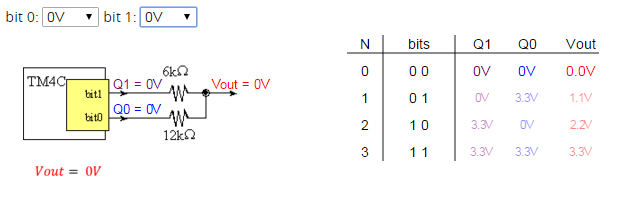 bit 0: 0V bit 1: 0V
TM4C
bit1
bit0
Q1 = 0V
6kΩ
Vout = 0V
Q0 = 0V
12kΩ
Vout = 0V
N bits Q1 Q0 Vout
0 0 0 0V 0V 0.0V
1 0 1 0V 3.3V 1.1V
2 1 0 3.3V 0V 2.2V
3 1 1 3.3V 3.3V 3.3V